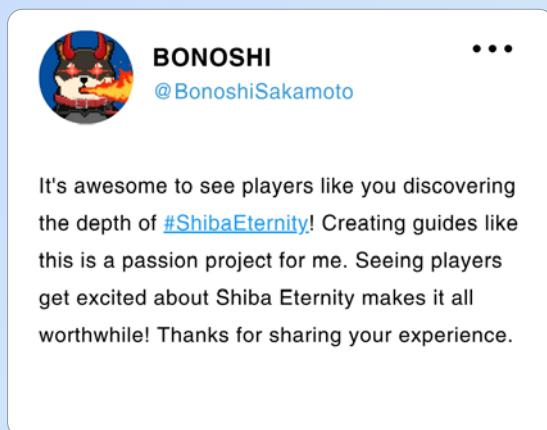 BONOSHI
@BonoshiSakamoto
It's awesome to see players like you discovering
the depth of #ShibaEternity! Creating guides like
this is a passion project for me. Seeing players
get excited about Shiba Eternity makes it all
worthwhile! Thanks for sharing your experience.